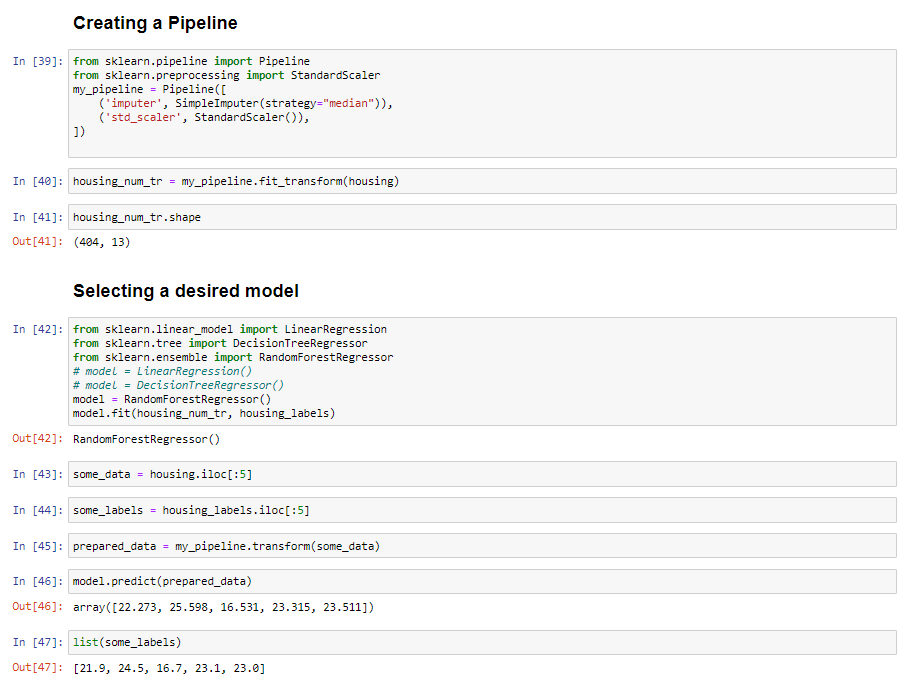 Creating a Pipeline
In [39]: from sklearn.pipeline import Pipeline
from sklearn.preprocessing import StandardScaler
my_pipeline = Pipeline([
    ('imputer', SimpleImputer(strategy="median")),
    ('std_scaler', StandardScaler()),
])
In [40]: housing_num_tr = my_pipeline.fit_transform(housing)
In [41]: housing_num_tr.shape
Out[41]: (404, 13)
Selecting a desired model
In [42]: from sklearn.linear_model import LinearRegression
from sklearn.tree import DecisionTreeRegressor
from sklearn.ensemble import RandomForestRegressor
# model = LinearRegression()
# model = DecisionTreeRegressor()
model = RandomForestRegressor()
model.fit(housing_num_tr, housing_labels)
Out[42]: RandomForestRegressor()
In [43]: some_data = housing.iloc[:5]
In [44]: some_labels = housing_labels.iloc[:5]
In [45]: prepared_data = my_pipeline.transform(some_data)
In [46]: model.predict(prepared_data)
Out[46]: array([22.273, 25.598, 16.531, 23.315, 23.511])
In [47]: list(some_labels)
Out[47]: [21.9, 24.5, 16.7, 23.1, 23.0]